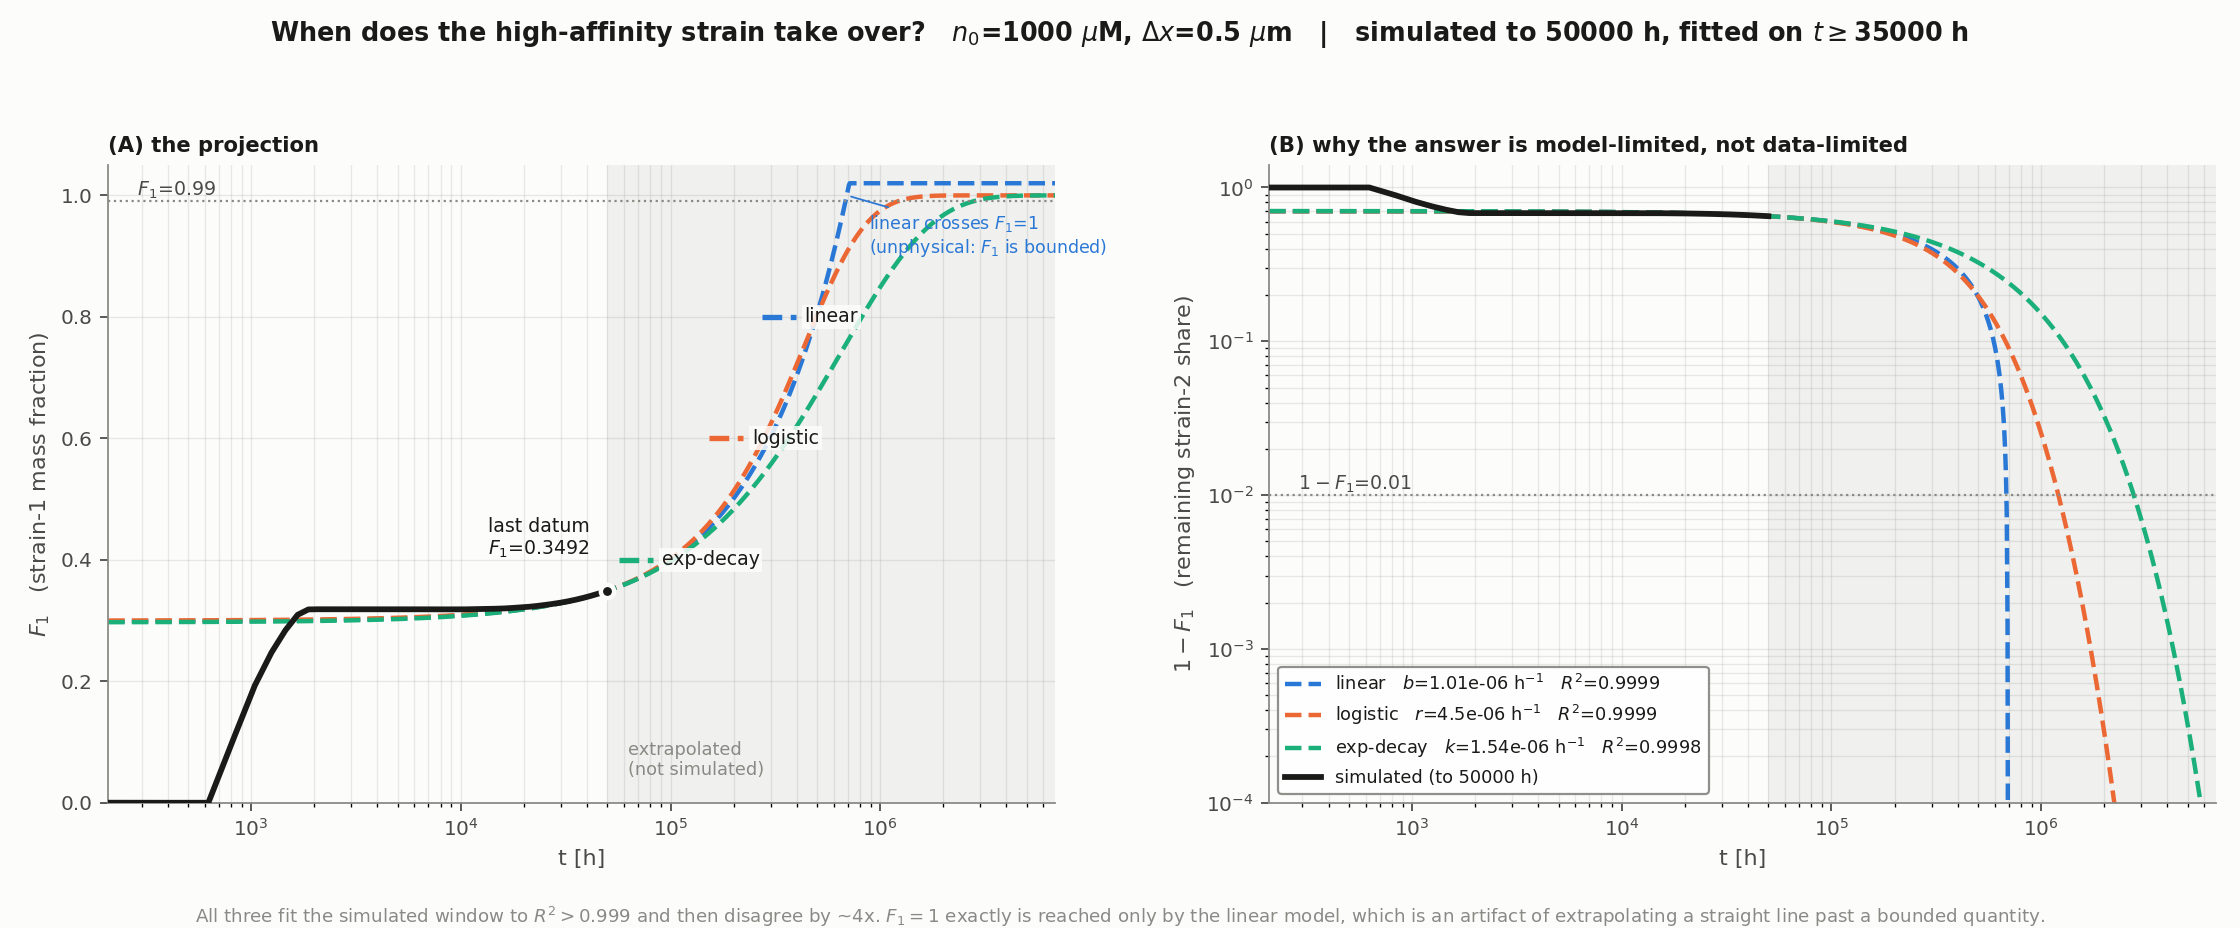 When does the high-affinity strain take over?   n₀=1000 μM, Δx=0.5 μm   |   simulated to 50000 h, fitted on t ≥ 35000 h
(A) the projection
F₁=0.99
linear crosses F₁=1
(unphysical: F₁ is bounded)
linear
logistic
last datum
F₁=0.3492
exp-decay
extrapolated
(not simulated)
1.0
0.8
0.6
0.4
0.2
0.0
F₁   (strain-1 mass fraction)
10³
10⁴
10⁵
10⁶
t [h]
(B) why the answer is model-limited, not data-limited
10⁰
10⁻¹
10⁻²
10⁻³
10⁻⁴
1 − F₁   (remaining strain-2 share)
1 − F₁=0.01
linear   b=1.01e-06 h⁻¹   R²=0.9999
logistic   r=4.5e-06 h⁻¹   R²=0.9999
exp-decay   k=1.54e-06 h⁻¹   R²=0.9998
simulated (to 50000 h)
10³
10⁴
10⁵
10⁶
t [h]
All three fit the simulated window to R² > 0.999 and then disagree by ~4x. F₁ = 1 exactly is reached only by the linear model, which is an artifact of extrapolating a straight line past a bounded quantity.